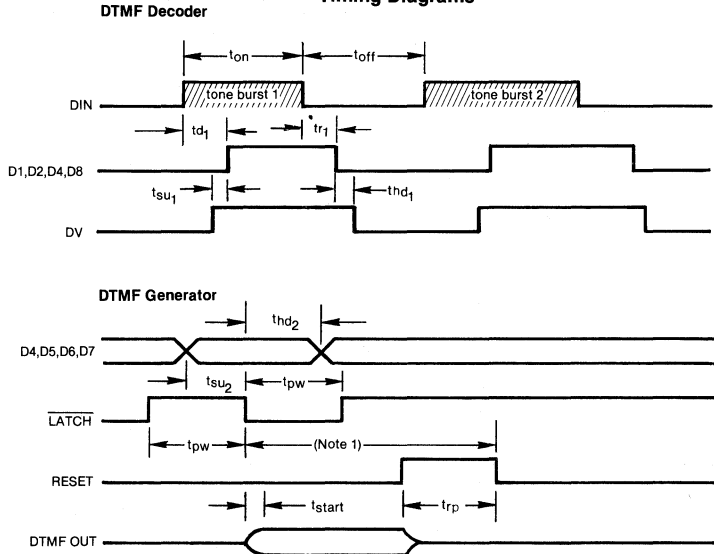 Timing Diagrams
DTMF Decoder
ton
toff
DIN
tone burst 1
tone burst 2
td1
tr1
D1,D2,D4,D8
tsu1
thd1
DV
DTMF Generator
thd2
D4,D5,D6,D7
tsu2
tpw
LATCH
tpw
(Note 1)
RESET
tstart
trp
DTMF OUT